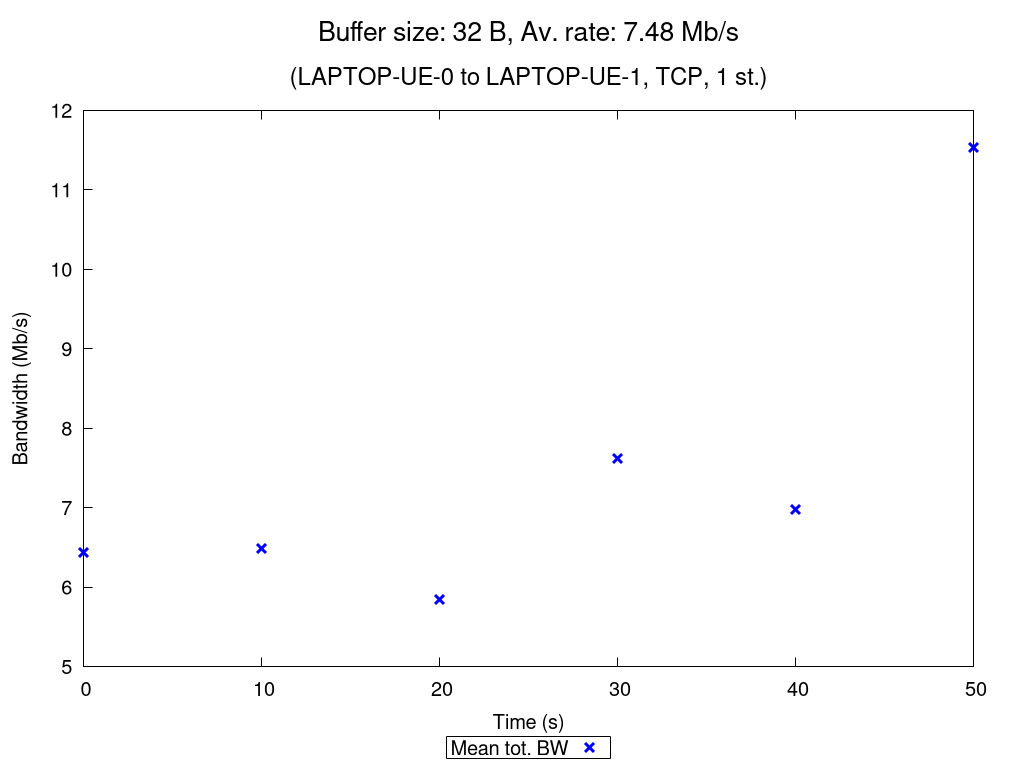 Buffer size: 32 B, Av. rate: 7.48 Mb/s
(LAPTOP-UE-0 to LAPTOP-UE-1, TCP, 1 st.)
12
11
10
9
8
7
6
5
Bandwidth (Mb/s)
0 10 20 30 40 50
Time (s)
Mean tot. BW